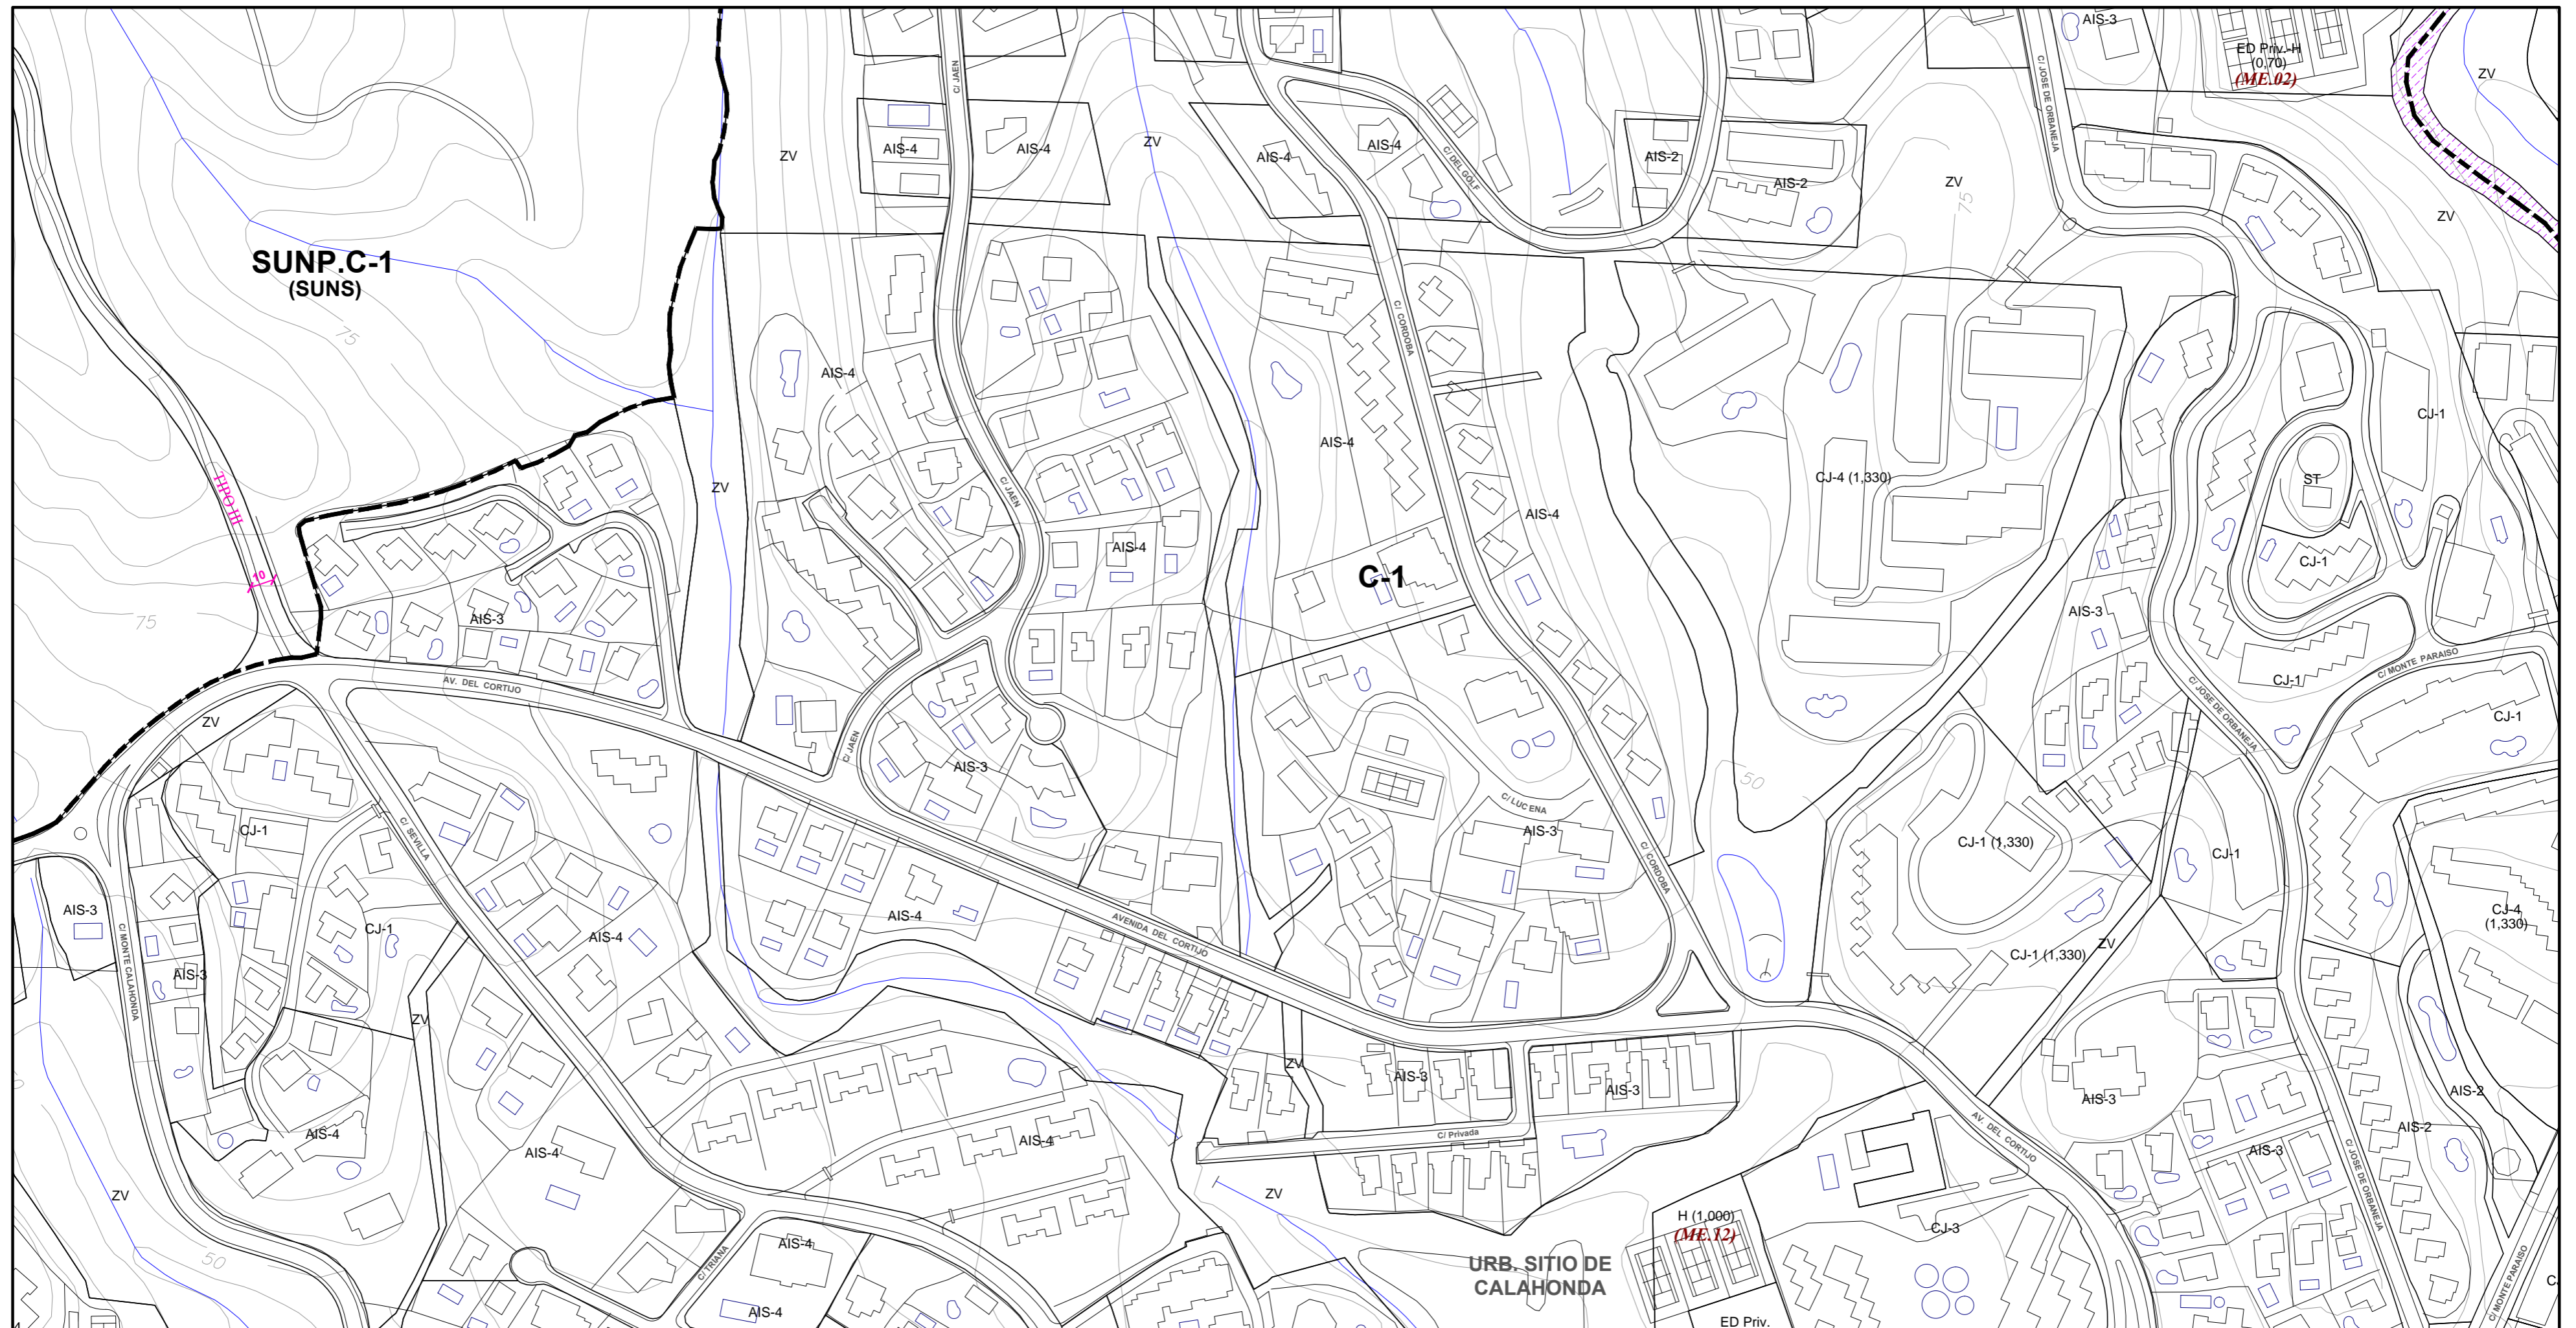 AIS-3
ED Priv.-H
(0,70)
(ME.02)
ZV
C/ JAEN
C/ JOSE DE ORBANEJA
AIS-4
AIS-4
ZV
ZV
AIS-4
AIS-4
C/ DEL GOLF
AIS-2
AIS-2
ZV
75
ZV
SUNP.C-1
(SUNS)
75
C/ CORDOBA
AIS-4
AIS-4
CJ-1
ZV
C/ JAEN
CJ-4 (1,330)
ST
TIPO III
10
AIS-4
AIS-4
C-1
CJ-1
75
AIS-3
AIS-3
AV. DEL CORTIJO
C/ MONTE PARAISO
CJ-1
C/ JOSE DE ORBANEJA
CJ-1
ZV
C/ JAEN
AIS-3
50
C/ LUCENA
AIS-3
CJ-1
C/ SEVILLA
CJ-1 (1,330)
CJ-1
C/ CORDOBA
AIS-3
CJ-1
AIS-4
AIS-4
AVENIDA DEL CORTIJO
CJ-4
(1,330)
C/ MONTE CALAHONDA
AIS-3
CJ-1 (1,330)
ZV
ZV
ZV
AIS-3
AIS-3
AIS-3
AIS-2
AIS-4
AIS-4
AIS-4
C/ Privada
AV. DEL CORTIJO
AIS-2
AIS-3
C/ JOSE DE ORBANEJA
ZV
ZV
H (1,000)
(ME.12)
CJ-3
AIS-4
C/ TRIANA
50
URB. SITIO DE
CALAHONDA
C/ MONTE PARAISO
AIS-4
ED Priv.